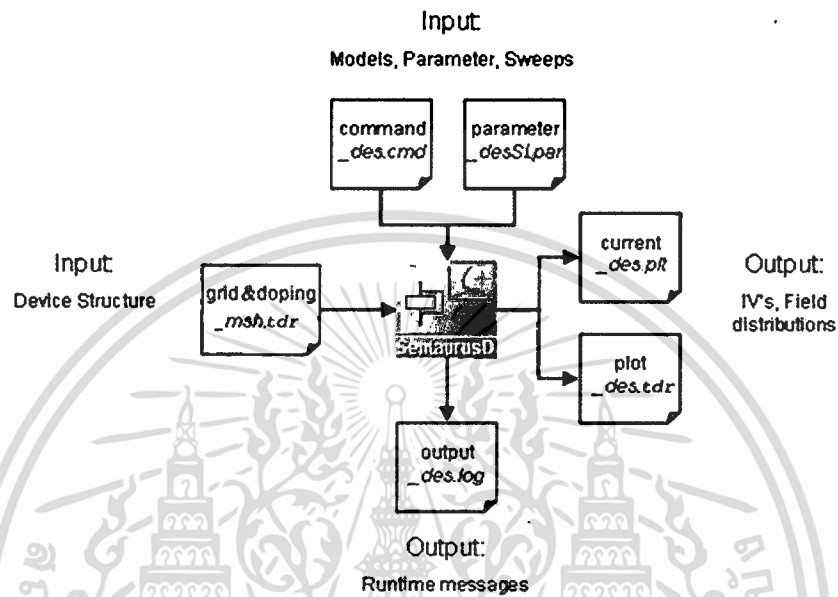 Input:
Models, Parameter, Sweeps
command
_des.cmd
parameter
_desSi.par
Input:
Device Structure
grid & doping
_msh.tdr
SentaurusD
current
_des.plt
Output:
IV's, Field
distributions
plot
_des.tdr
output
_des.log
Output:
Runtime messages